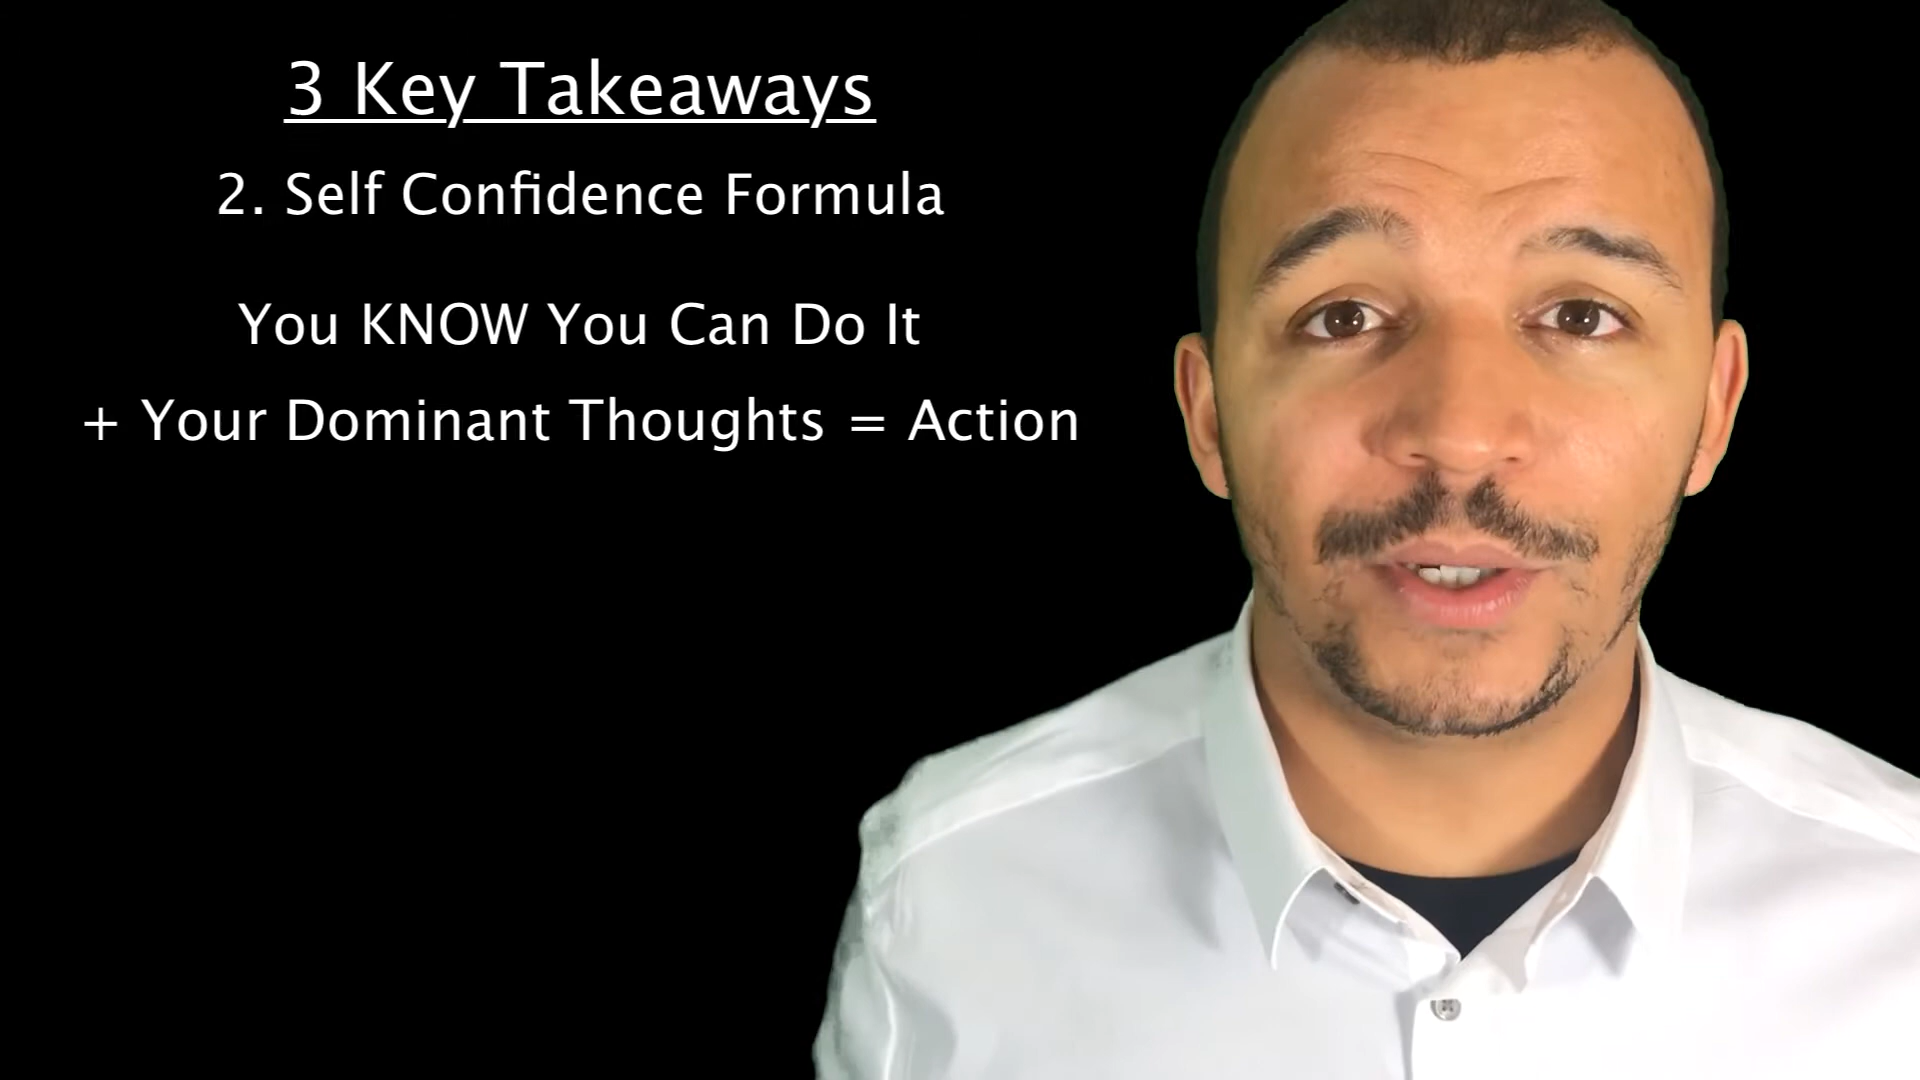 3 Key Takeaways
2. Self Confidence Formula
You KNOW You Can Do It
+ Your Dominant Thoughts = Action